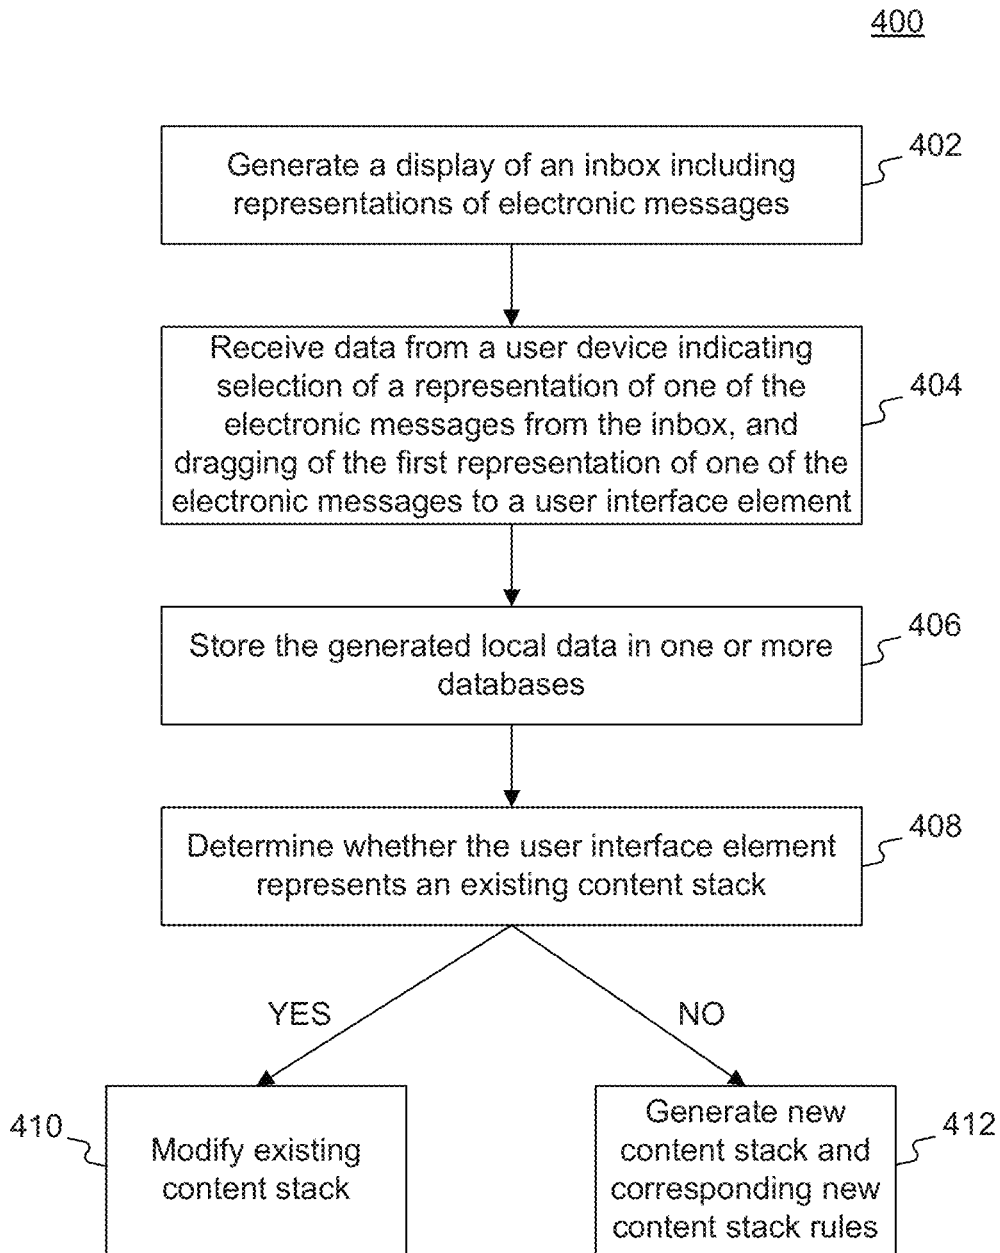 400
Generate a display of an inbox including
representations of electronic messages
402
Receive data from a user device indicating
selection of a representation of one of the
electronic messages from the inbox, and
dragging of the first representation of one of the
electronic messages to a user interface element
404
Store the generated local data in one or more
databases
406
Determine whether the user interface element
represents an existing content stack
408
YES
NO
410
Modify existing
content stack
Generate new
content stack and
corresponding new
content stack rules
412